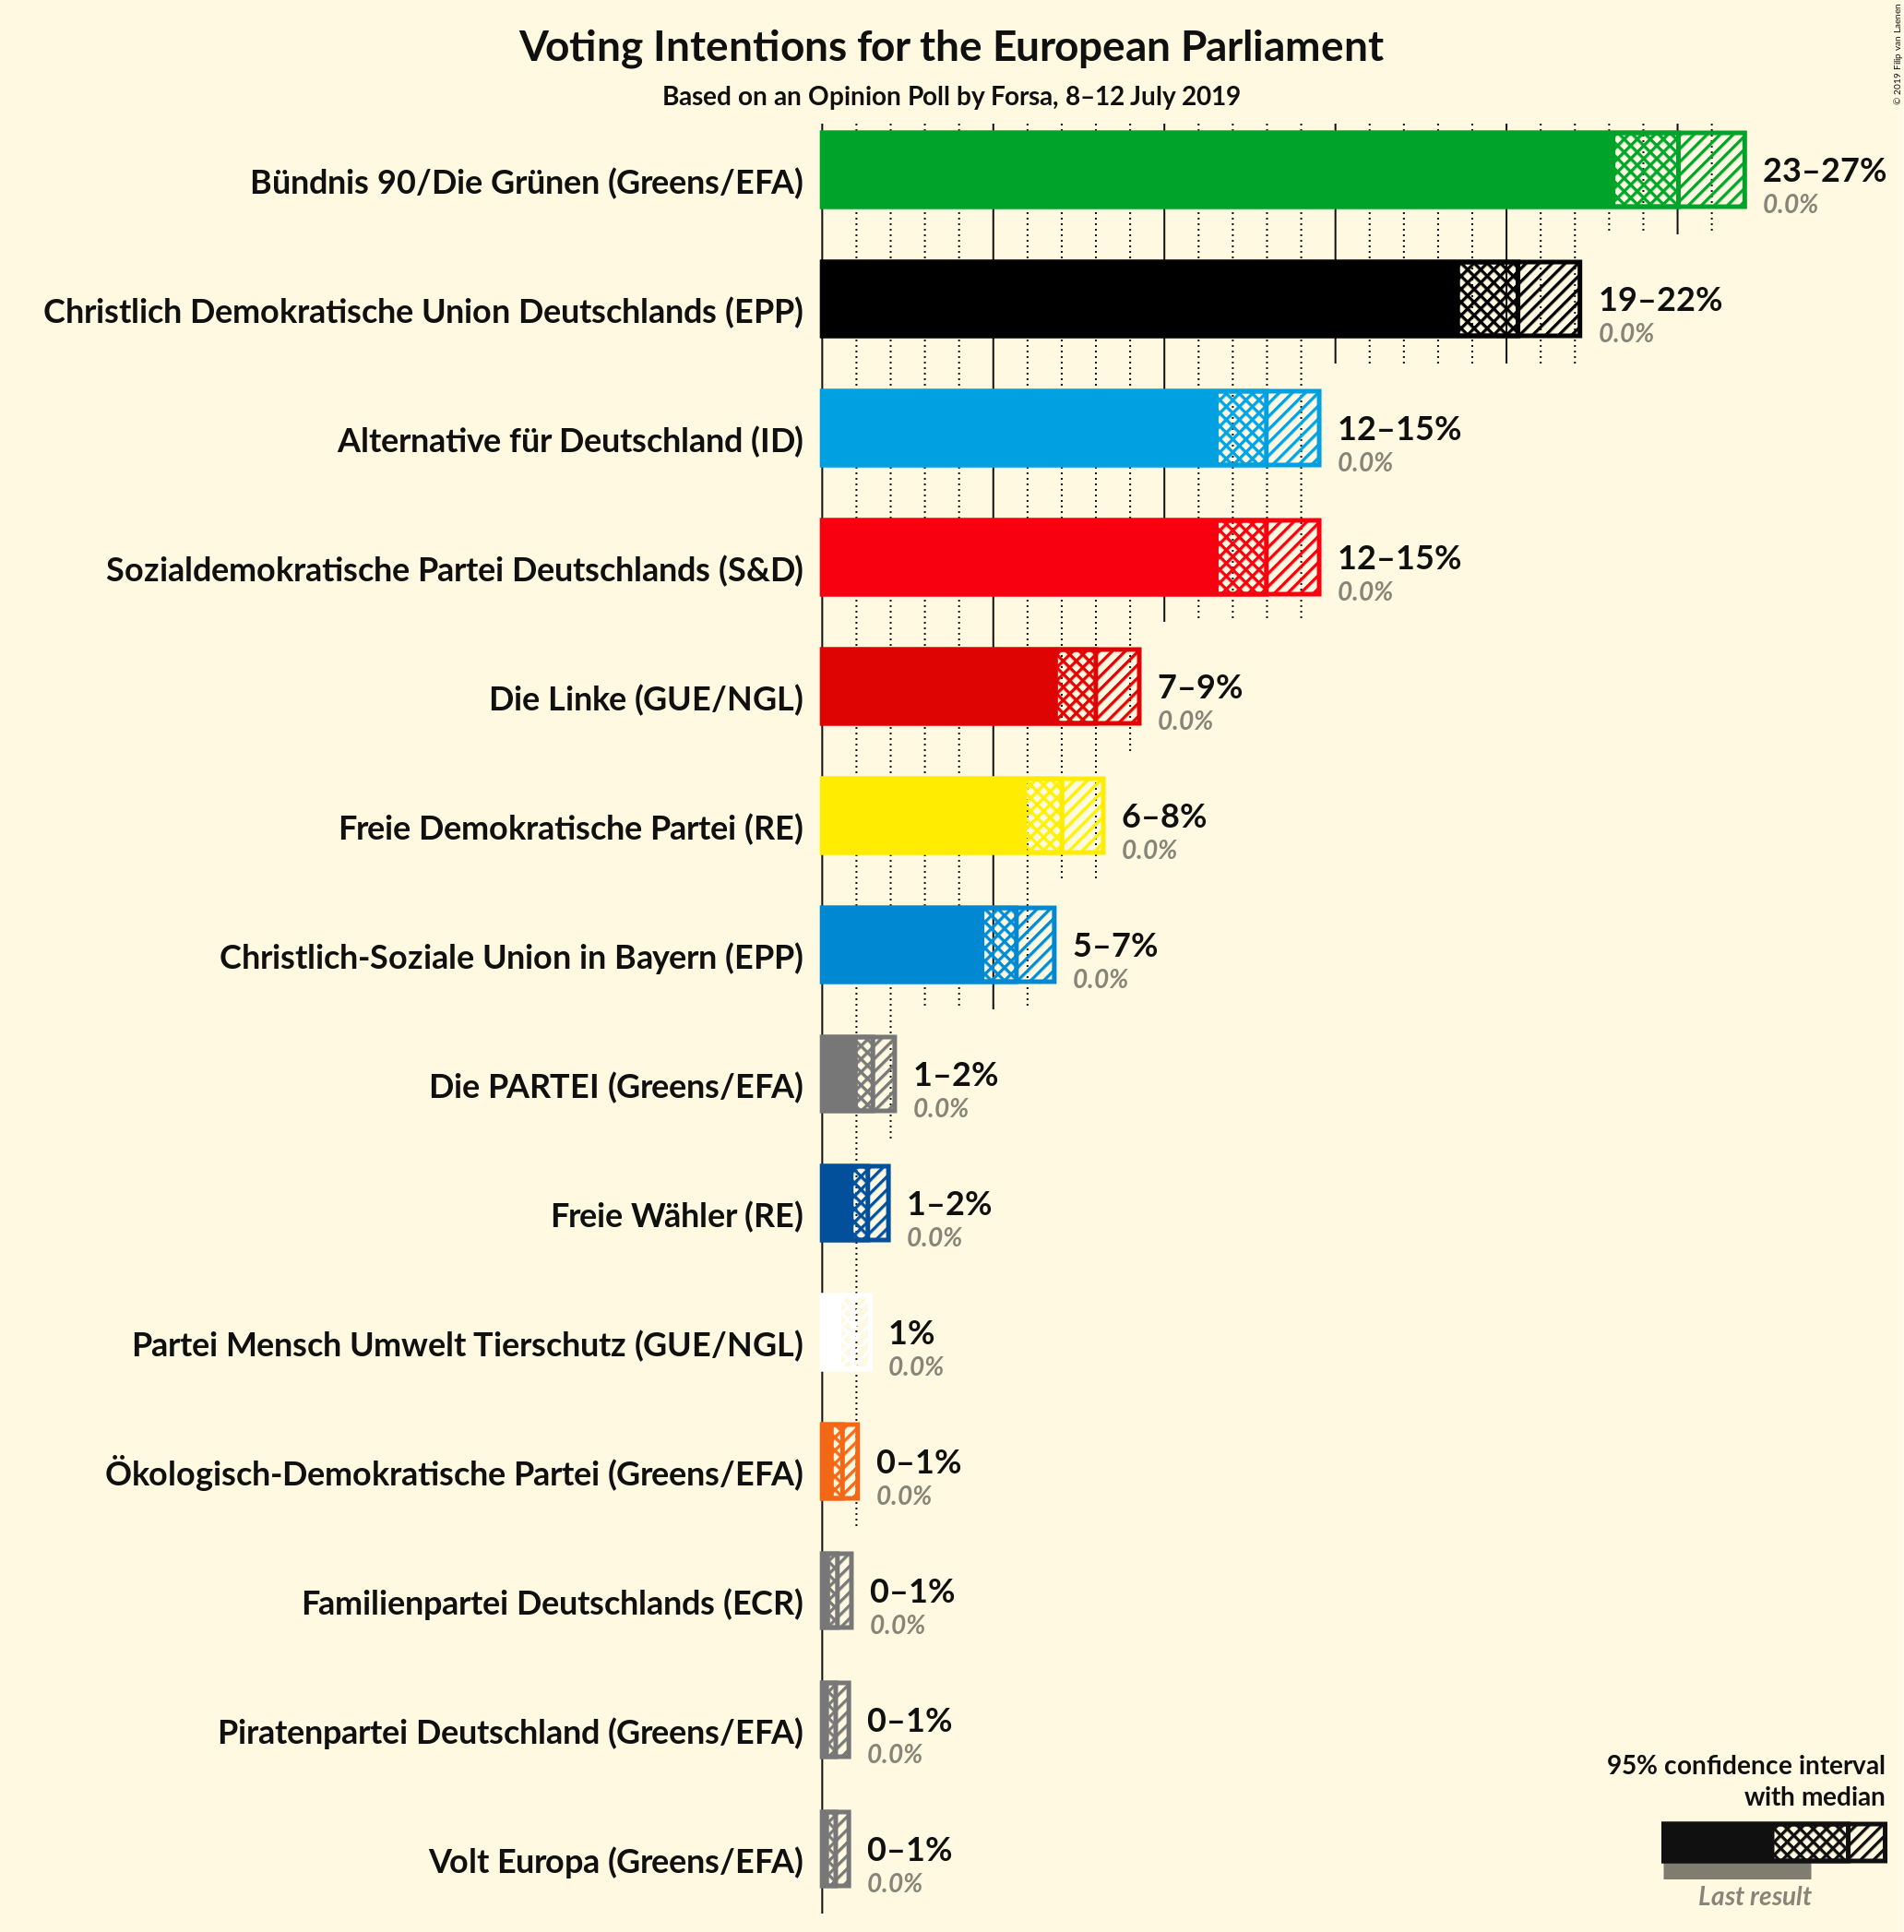 Voting Intentions for the European Parliament
Based on an Opinion Poll by Forsa, 8–12 July 2019
© 2019 Filip van Laenen
Bündnis 90/Die Grünen (Greens/EFA)
23–27%
0.0%
Christlich Demokratische Union Deutschlands (EPP)
19–22%
0.0%
Alternative für Deutschland (ID)
12–15%
0.0%
Sozialdemokratische Partei Deutschlands (S&D)
12–15%
0.0%
Die Linke (GUE/NGL)
7–9%
0.0%
Freie Demokratische Partei (RE)
6–8%
0.0%
Christlich-Soziale Union in Bayern (EPP)
5–7%
0.0%
Die PARTEI (Greens/EFA)
1–2%
0.0%
Freie Wähler (RE)
1–2%
0.0%
Partei Mensch Umwelt Tierschutz (GUE/NGL)
1%
0.0%
Ökologisch-Demokratische Partei (Greens/EFA)
0–1%
0.0%
Familienpartei Deutschlands (ECR)
0–1%
0.0%
Piratenpartei Deutschland (Greens/EFA)
0–1%
0.0%
Volt Europa (Greens/EFA)
0–1%
0.0%
95% confidence interval
with median
Last result